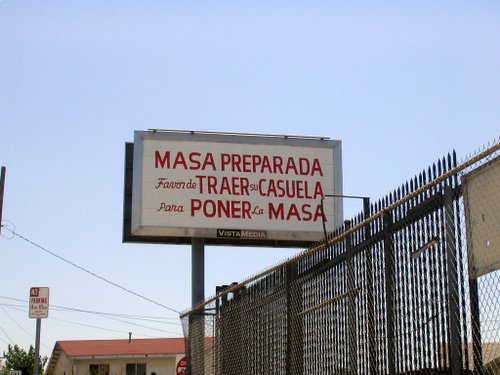 MASA PREPARADA
Favor de TRAER su CASUELA
Para PONER La MASA
VISTAMEDIA
NO
PARKING